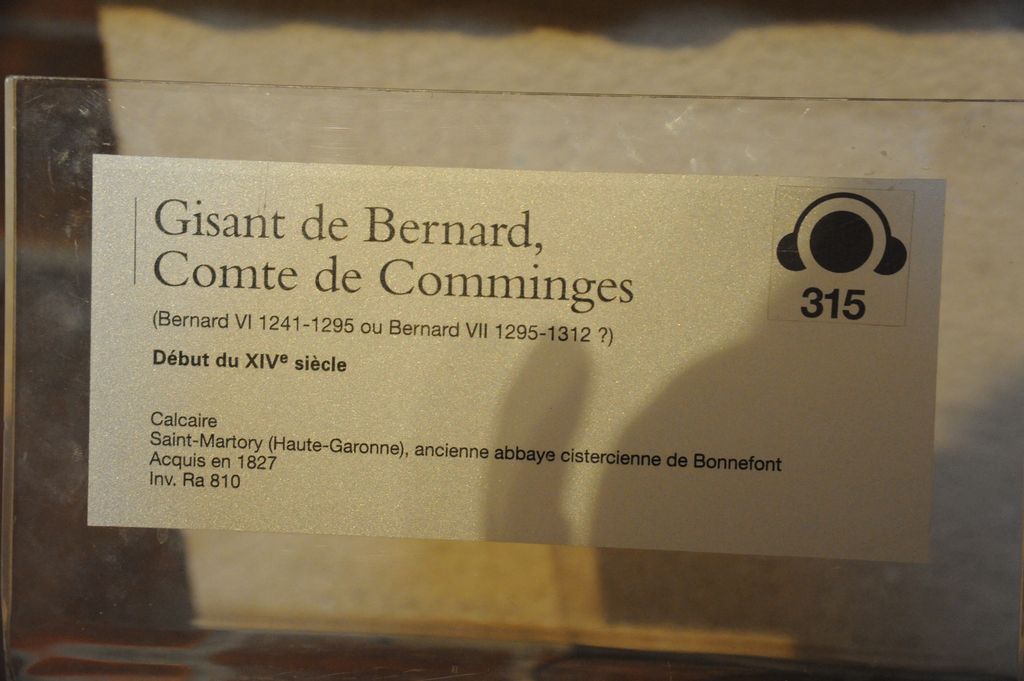 Gisant de Bernard,
Comte de Comminges
(Bernard VI 1241-1295 ou Bernard VII 1295-1312 ?)
Début du XIVᵉ siècle
Calcaire
Saint-Martory (Haute-Garonne), ancienne abbaye cistercienne de Bonnefont
Acquis en 1827
Inv. Ra 810
315